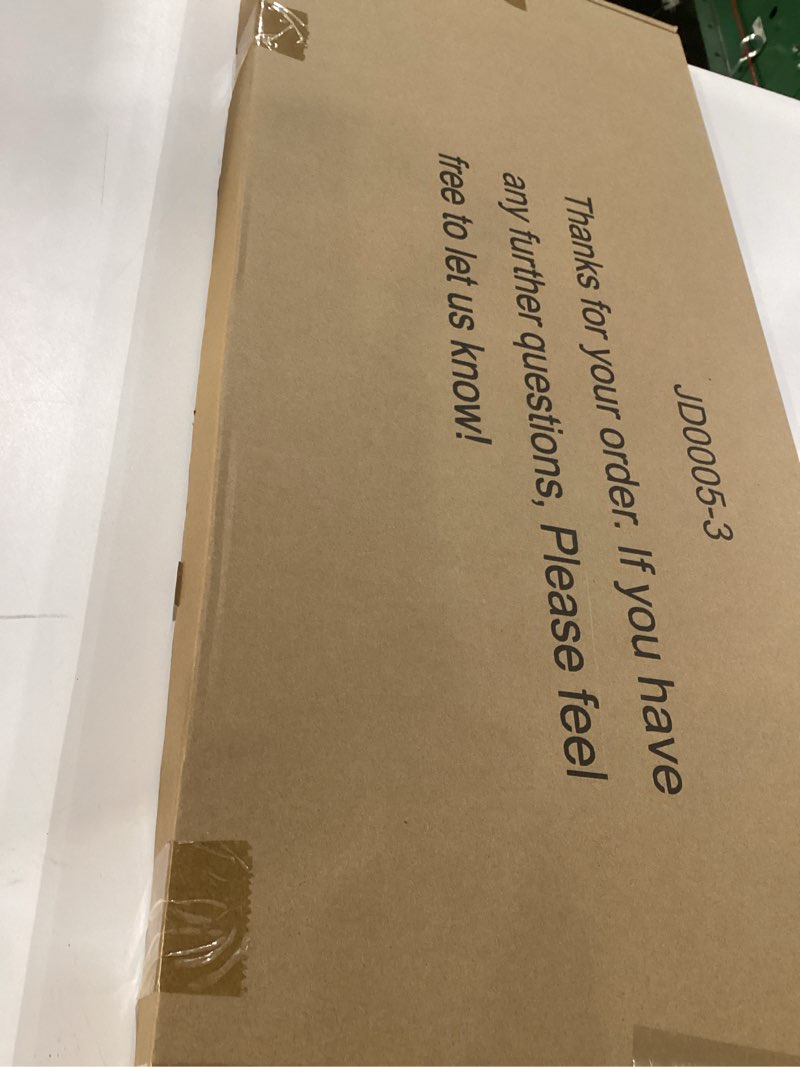 JD0005-3
Thanks for your order. If you have
any further questions, Please feel
free to let us know!